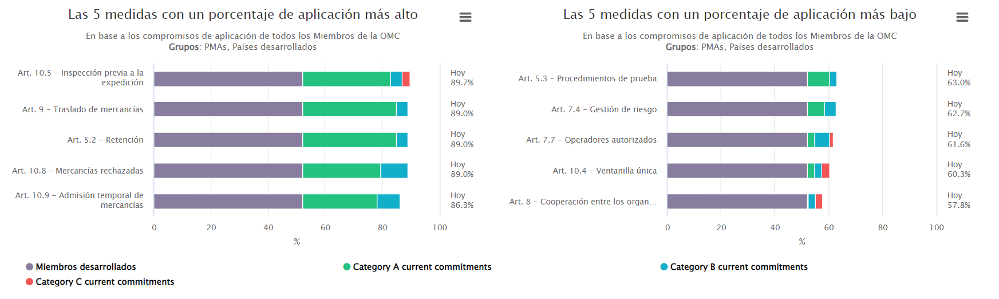 Las 5 medidas con un porcentaje de aplicación más alto
En base a los compromisos de aplicación de todos los Miembros de la OMC
Grupos: PMAs, Países desarrollados
Art. 10.5 – Inspección previa a la
expedición
Hoy
89.7%
Art. 9 – Traslado de mercancías
Hoy
89.0%
Art. 5.2 – Retención
Hoy
89.0%
Art. 10.8 – Mercancías rechazadas
Hoy
89.0%
Art. 10.9 – Admisión temporal de
mercancías
Hoy
86.3%
0 20 40 60 80 100
%
Las 5 medidas con un porcentaje de aplicación más bajo
En base a los compromisos de aplicación de todos los Miembros de la OMC
Grupos: PMAs, Países desarrollados
Art. 5.3 – Procedimientos de prueba
Hoy
63.0%
Art. 7.4 – Gestión de riesgo
Hoy
62.7%
Art. 7.7 – Operadores autorizados
Hoy
61.6%
Art. 10.4 – Ventanilla única
Hoy
60.3%
Art. 8 – Cooperación entre los organ…
Hoy
57.8%
0 20 40 60 80 100
%
Miembros desarrollados
Category A current commitments
Category B current commitments
Category C current commitments